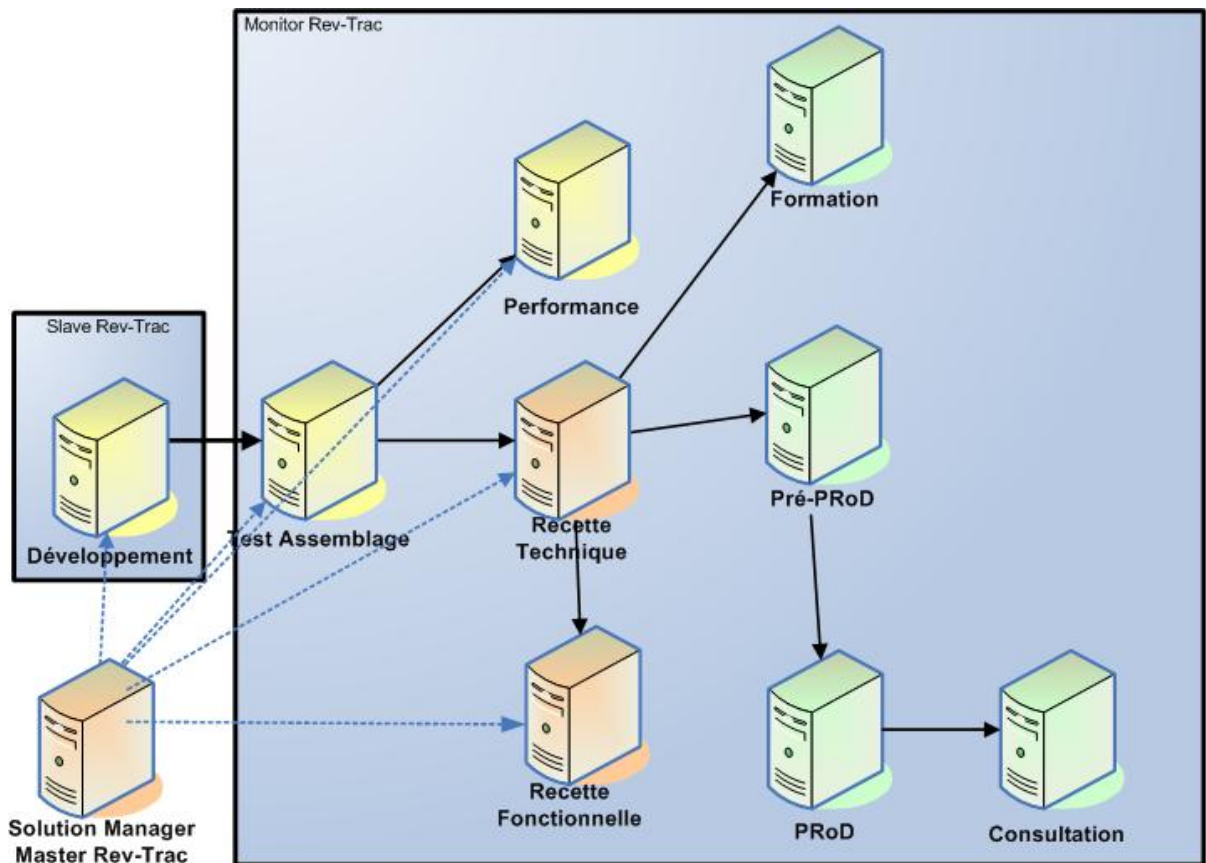 Monitor Rev-Trac
Formation
Performance
Slave Rev-Trac
Développement
Test Assemblage
Recette
Technique
Pré-PRoD
Solution Manager
Master Rev-Trac
Recette
Fonctionnelle
PRoD
Consultation